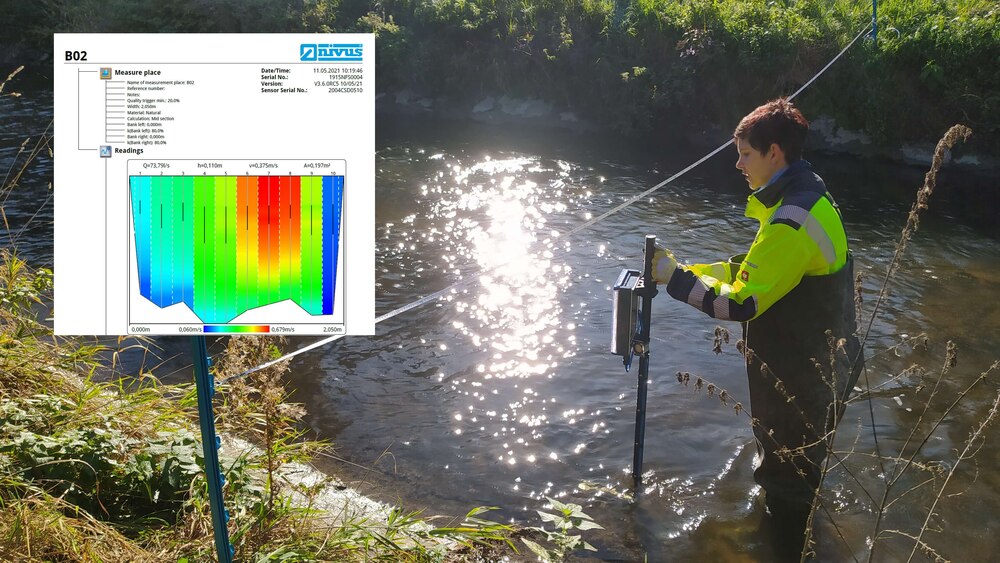 B02
nivus
Measure place
Name of measurement place: B02
Reference number:
Notes:
Quality trigger min.: 20,0%
Width: 2,050m
Material: Natural
Calculation: Mid section
Bank left: 0,000m
k(Bank left): 80,0%
Bank right: 0,000m
k(Bank right): 80,0%
Date/Time: 11.05.2021 10:19:46
Serial No.: 1915NFS0004
Version: V3.6.0RC5 10/05/21
Sensor Serial No.: 2004CSD0510
Readings
Q=73,79l/s h=0,110m v=0,375m/s A=0,197m²
1 2 3 4 5 6 7 8 9 10
0,000m 0,060m/s 0,679m/s 2,050m